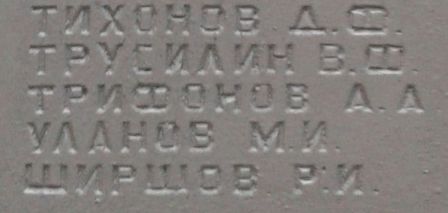 ТИХОНОВ Д.Ф.
ТРУСИЛИН В.Ф.
ТРИФОНОВ А.А
УЛАНОВ М.И.
ШИРШОВ Р.И.